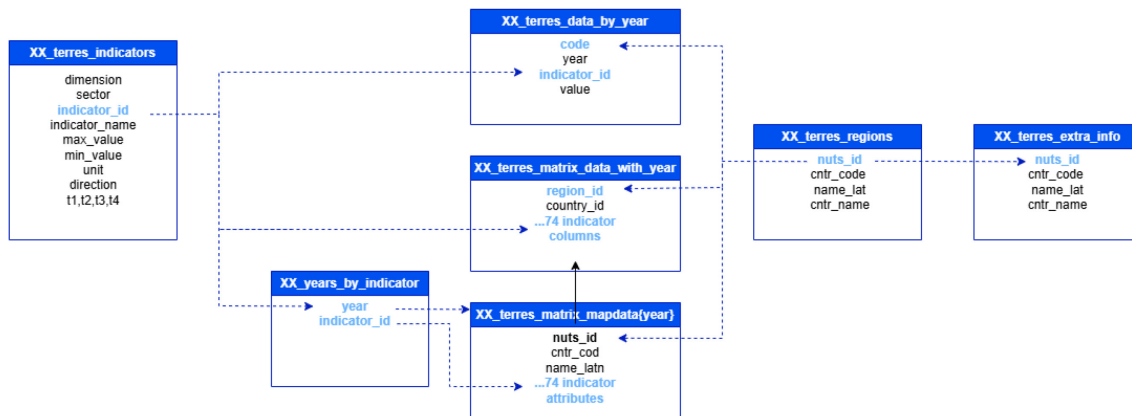 XX_terres_indicators
dimension
sector
indicator_id
indicator_name
max_value
min_value
unit
direction
t1,t2,t3,t4
XX_terres_data_by_year
code
year
indicator_id
value
XX_terres_matrix_data_with_year
region_id
country_id
...74 indicator
columns
XX_years_by_indicator
year
indicator_id
XX_terres_matrix_mapdata{year}
nuts_id
cntr_cod
name_latn
...74 indicator
attributes
XX_terres_regions
nuts_id
cntr_code
name_lat
cntr_name
XX_terres_extra_info
nuts_id
cntr_code
name_lat
cntr_name